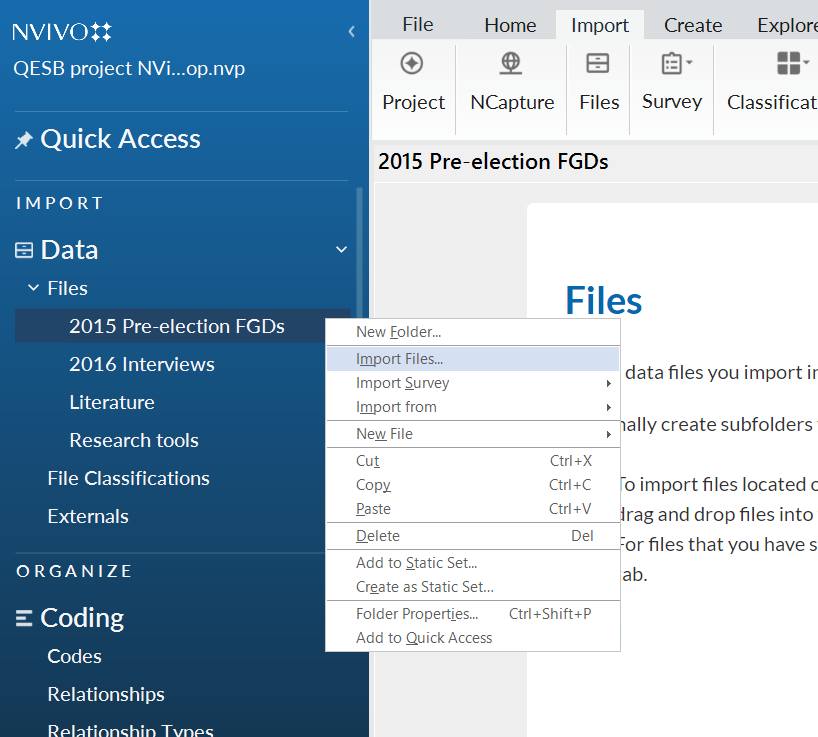 NVIVO
QESB project NVi...op.nvp
Quick Access
IMPORT
Data
Files
2015 Pre-election FGDs
2016 Interviews
Literature
Research tools
File Classifications
Externals
ORGANIZE
Coding
Codes
Relationships
Relationship Types
File Home Import Create Explore
Project NCapture Files Survey Classificat
2015 Pre-election FGDs
Files
data files you import in
nally create subfolders
To import files located o
drag and drop files into
For files that you have s
ab.
New Folder...
Import Files...
Import Survey
Import from
New File
Cut Ctrl+X
Copy Ctrl+C
Paste Ctrl+V
Delete Del
Add to Static Set...
Create as Static Set...
Folder Properties... Ctrl+Shift+P
Add to Quick Access